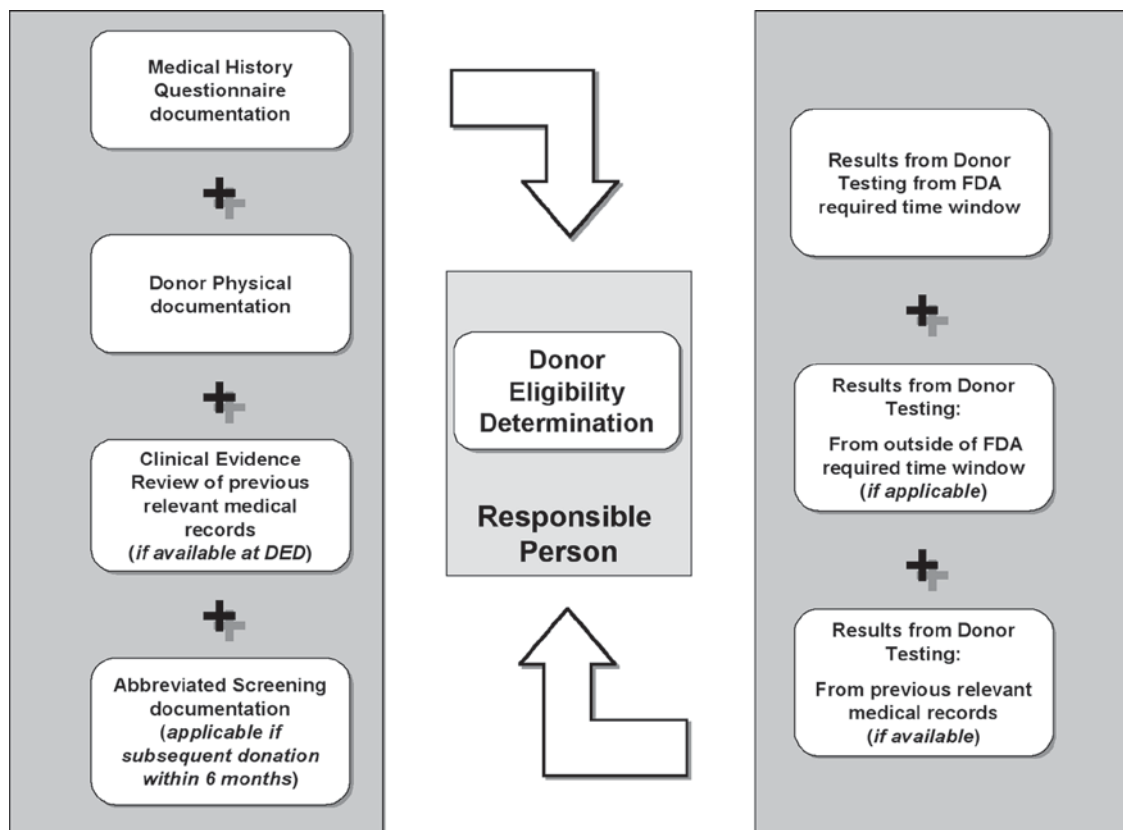 Medical History
Questionnaire
documentation
Donor Physical
documentation
Clinical Evidence
Review of previous
relevant medical
records
(if available at DED)
Abbreviated Screening
documentation
(applicable if
subsequent donation
within 6 months)
Donor
Eligibility
Determination
Responsible
Person
Results from Donor
Testing from FDA
required time window
Results from Donor
Testing:
From outside of FDA
required time window
(if applicable)
Results from Donor
Testing:
From previous relevant
medical records
(if available)